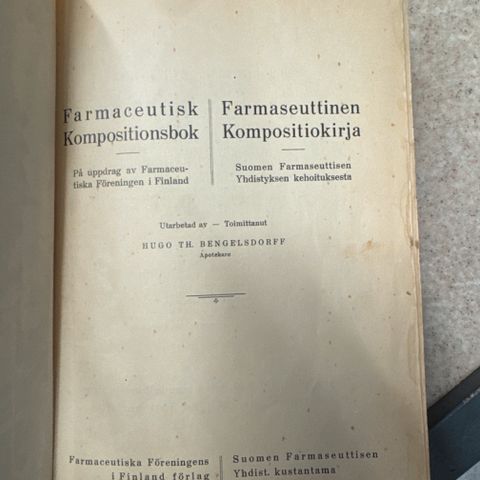 Farmaceutisk
Kompositionsbok
På uppdrag av Farmaceu-
tiska Föreningen i Finland
Farmaseuttinen
Kompositiokirja
Suomen Farmaseuttisen
Yhdistyksen kehoituksesta
Utarbetad av — Toimittanut
HUGO TH. BENGELSDORFF
Apotekare
Farmaceutiska Föreningens
i Finland förlag
Suomen Farmaseuttisen
Yhdist. kustantama